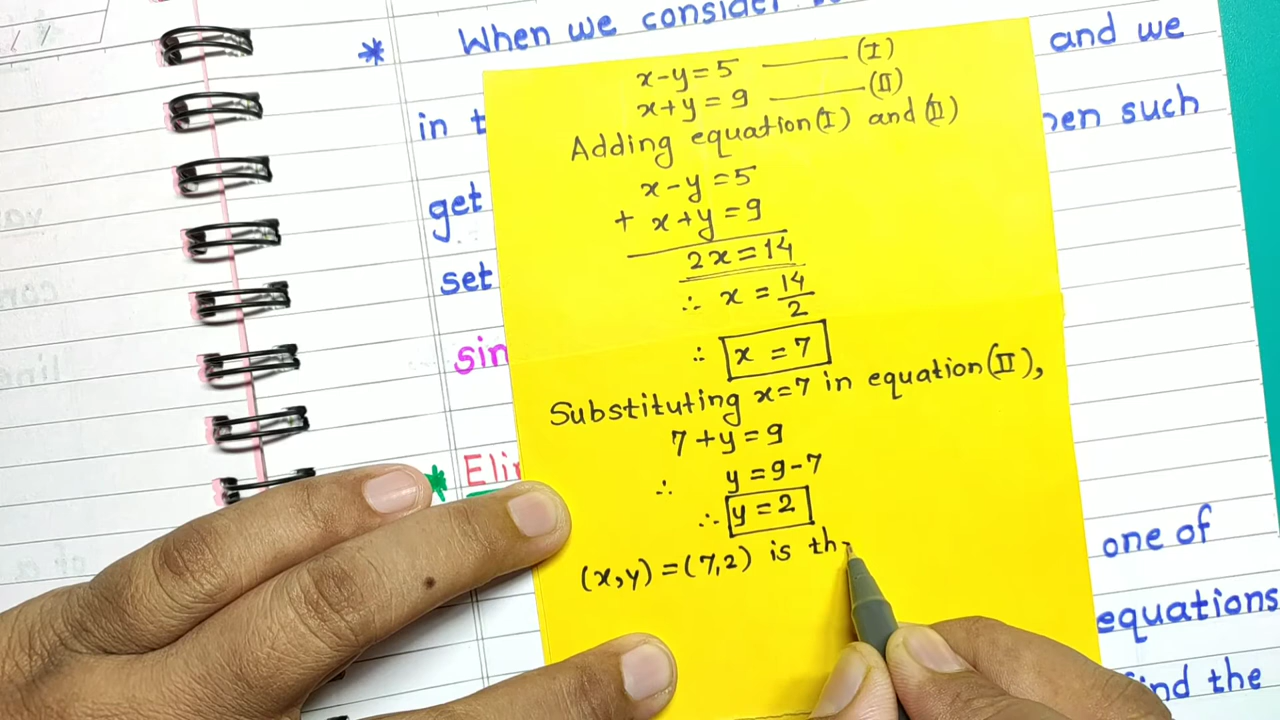 * When we consider
and we
in
hen such
get
set
sin
* Eli
one of
equations
ind the
x-y=5 —— (I)
x+y=9 —— (II)
Adding equation(I) and (II)
x-y=5
+ x+y=9
2x=14
∴ x = 14/2
∴ x = 7
Substituting x=7 in equation(II),
7+y=9
∴ y=9-7
∴ y=2
(x,y)=(7,2) is th